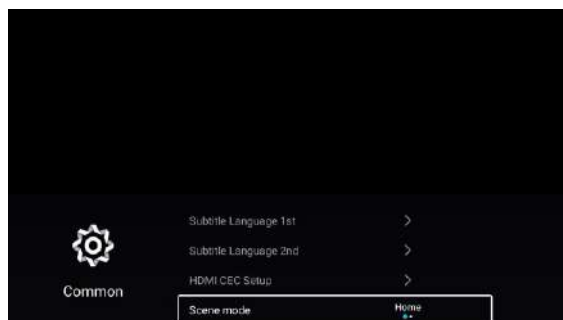 Subtitle Language 1st
Subtitle Language 2nd
HDMI CEC Setup
Common
Scene mode Home